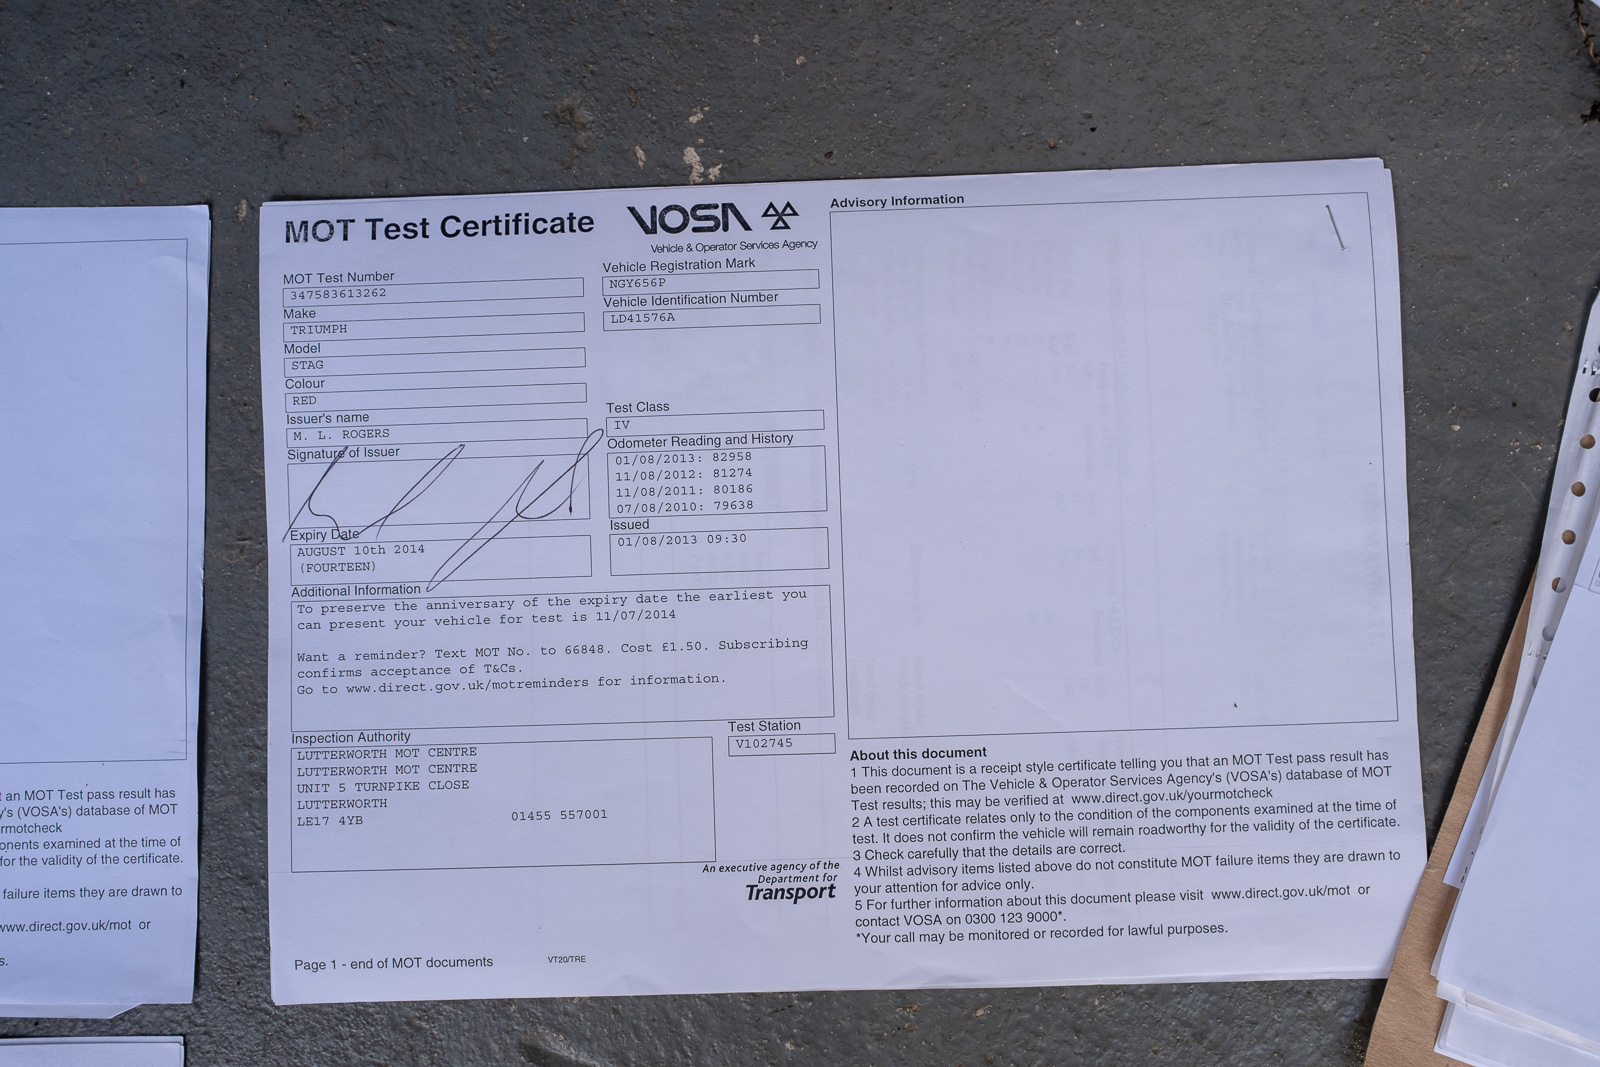 MOT Test Certificate
VOSA
Vehicle & Operator Services Agency
MOT Test Number
347583613262
Make
TRIUMPH
Model
STAG
Colour
RED
Issuer's name
M. L. ROGERS
Signature of Issuer
Expiry Date
AUGUST 10th 2014
(FOURTEEN)
Vehicle Registration Mark
NGY656P
Vehicle Identification Number
LD41576A
Test Class
IV
Odometer Reading and History
01/08/2013: 82958
11/08/2012: 81274
11/08/2011: 80186
07/08/2010: 79638
Issued
01/08/2013 09:30
Additional Information
To preserve the anniversary of the expiry date the earliest you
can present your vehicle for test is 11/07/2014
Want a reminder? Text MOT No. to 66848. Cost £1.50. Subscribing
confirms acceptance of T&Cs.
Go to www.direct.gov.uk/motreminders for information.
Inspection Authority
LUTTERWORTH MOT CENTRE
LUTTERWORTH MOT CENTRE
UNIT 5 TURNPIKE CLOSE
LUTTERWORTH
LE17 4YB 01455 557001
Test Station
V102745
An executive agency of the
Department for
Transport
Page 1 - end of MOT documents
VT20/TRE
Advisory Information
About this document
1 This document is a receipt style certificate telling you that an MOT Test pass result has
been recorded on The Vehicle & Operator Services Agency's (VOSA's) database of MOT
Test results; this may be verified at www.direct.gov.uk/yourmotcheck
2 A test certificate relates only to the condition of the components examined at the time of
test. It does not confirm the vehicle will remain roadworthy for the validity of the certificate.
3 Check carefully that the details are correct.
4 Whilst advisory items listed above do not constitute MOT failure items they are drawn to
your attention for advice only.
5 For further information about this document please visit www.direct.gov.uk/mot or
contact VOSA on 0300 123 9000*.
*Your call may be monitored or recorded for lawful purposes.
an MOT Test pass result has
y's (VOSA's) database of MOT
rmotcheck
onents examined at the time of
for the validity of the certificate.
failure items they are drawn to
www.direct.gov.uk/mot or
s.